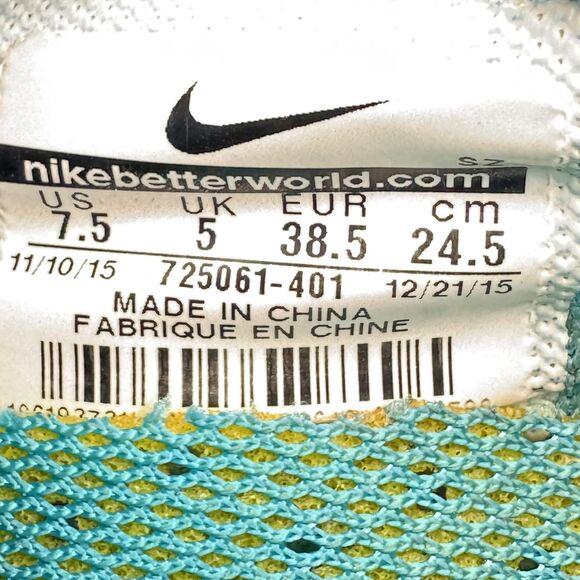 SZ
nikebetterworld.com
US UK EUR cm
7.5 5 38.5 24.5
11/10/15 725061-401 12/21/15
MADE IN CHINA
FABRIQUE EN CHINE